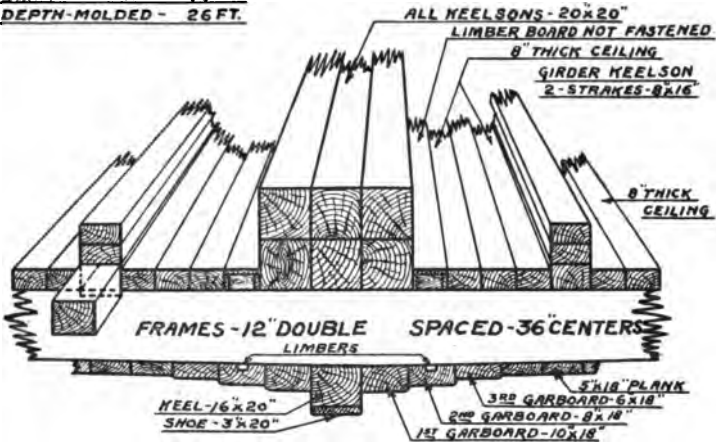 DEPTH-MOLDED - 26 FT.
ALL KEELSONS-20"x20"
LIMBER BOARD NOT FASTENED
8" THICK CEILING
GIRDER KEELSON
2-STRAKES-8"x16"
8" THICK
CEILING
FRAMES-12" DOUBLE SPACED-36" CENTERS
LIMBERS
5"x18" PLANK
3RD GARBOARD-6"x18"
KEEL-16"x20"
2ND GARBOARD-8"x18"
SHOE-3"x20"
1ST GARBOARD-10"x18"